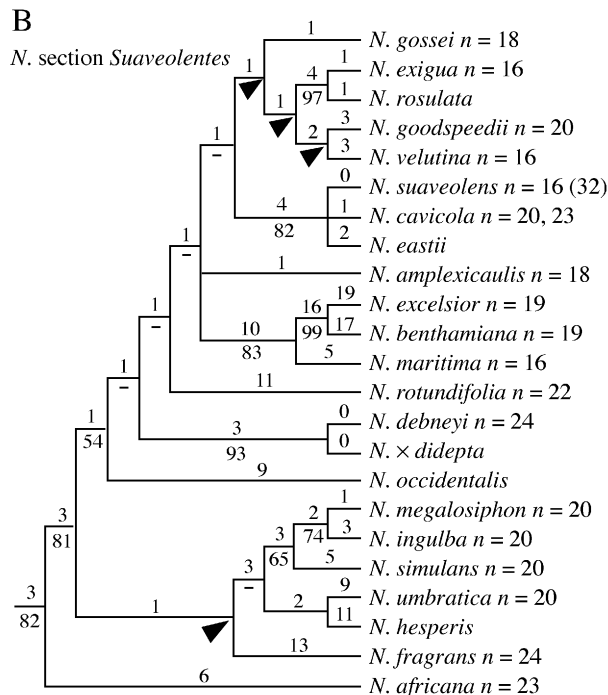 B
N. section Suaveolentes
1
N. gossei n = 18
1
4
1
N. exigua n = 16
1
97
1
N. rosulata
2
3
N. goodspeedii n = 20
1
3
N. velutina n = 16
–
0
N. suaveolens n = 16 (32)
4
1
N. cavicola n = 20, 23
82
2
N. eastii
1
–
1
N. amplexicaulis n = 18
16
19
N. excelsior n = 19
1
–
10
99
17
N. benthamiana n = 19
83
5
N. maritima n = 16
1
–
11
N. rotundifolia n = 22
1
54
3
0
N. debneyi n = 24
93
0
N. × didepta
9
N. occidentalis
2
1
N. megalosiphon n = 20
3
81
3
74
3
N. ingulba n = 20
65
5
N. simulans n = 20
3
–
9
N. umbratica n = 20
3
82
1
2
11
N. hesperis
13
N. fragrans n = 24
6
N. africana n = 23